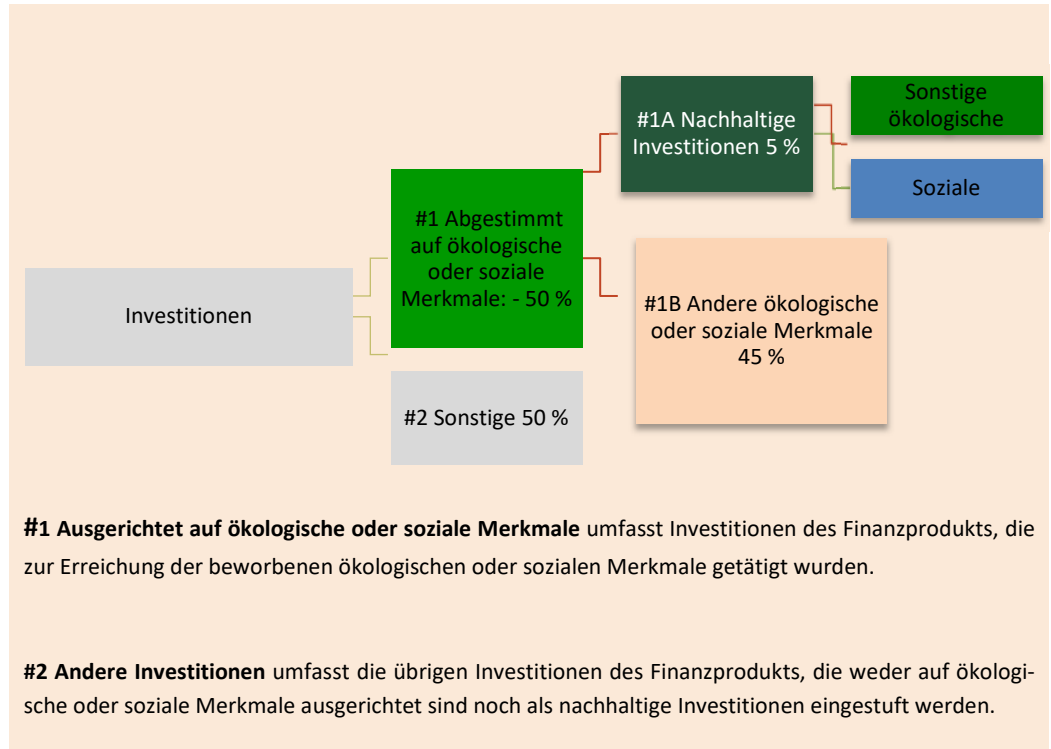 Investitionen
#1 Abgestimmt
auf ökologische
oder soziale
Merkmale: - 50 %
#2 Sonstige 50 %
#1A Nachhaltige
Investitionen 5 %
#1B Andere ökologische
oder soziale Merkmale
45 %
Sonstige
ökologische
Soziale
#1 Ausgerichtet auf ökologische oder soziale Merkmale umfasst Investitionen des Finanzprodukts, die
zur Erreichung der beworbenen ökologischen oder sozialen Merkmale getätigt wurden.
#2 Andere Investitionen umfasst die übrigen Investitionen des Finanzprodukts, die weder auf ökologi-
sche oder soziale Merkmale ausgerichtet sind noch als nachhaltige Investitionen eingestuft werden.